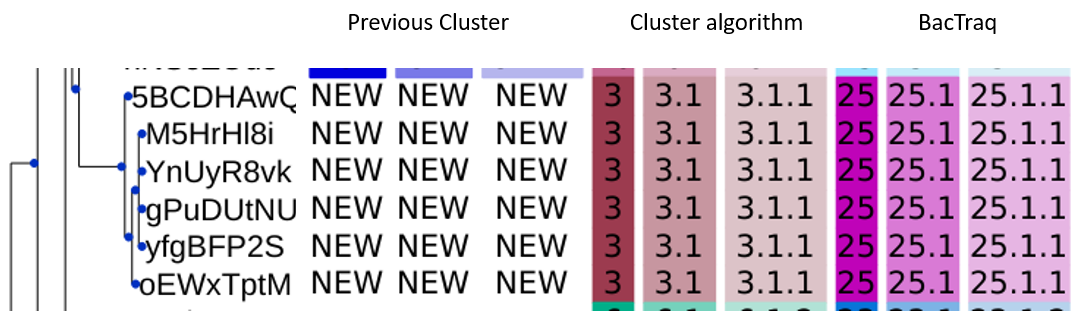 Previous Cluster Cluster algorithm BacTraq
5BCDHAwQ NEW NEW NEW 3 3.1 3.1.1 25 25.1 25.1.1
M5HrHl8i NEW NEW NEW 3 3.1 3.1.1 25 25.1 25.1.1
YnUyR8vk NEW NEW NEW 3 3.1 3.1.1 25 25.1 25.1.1
gPuDUtNU NEW NEW NEW 3 3.1 3.1.1 25 25.1 25.1.1
yfgBFP2S NEW NEW NEW 3 3.1 3.1.1 25 25.1 25.1.1
oEWxTptM NEW NEW NEW 3 3.1 3.1.1 25 25.1 25.1.1